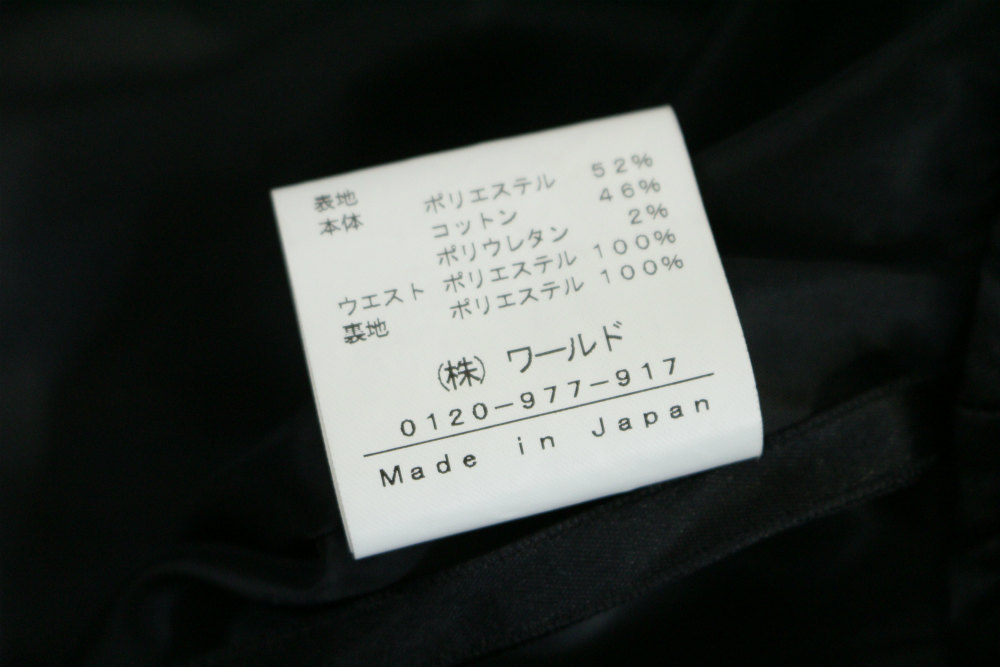 表地
本体 ポリエステル 52%
コットン 46%
ポリウレタン 2%
ウエスト ポリエステル 100%
裏地 ポリエステル 100%
(株) ワールド
0120-977-917
Made in Japan